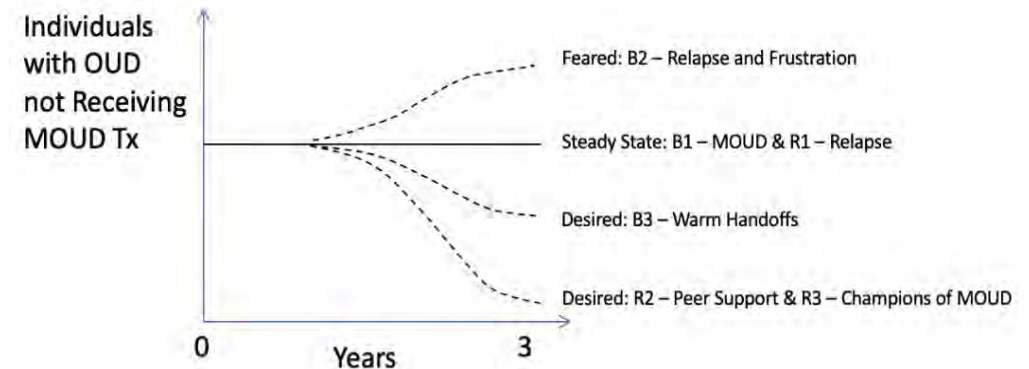 Individuals
with OUD
not Receiving
MOUD Tx
Feared: B2 – Relapse and Frustration
Steady State: B1 – MOUD & R1 – Relapse
Desired: B3 – Warm Handoffs
Desired: R2 – Peer Support & R3 – Champions of MOUD
0
Years
3